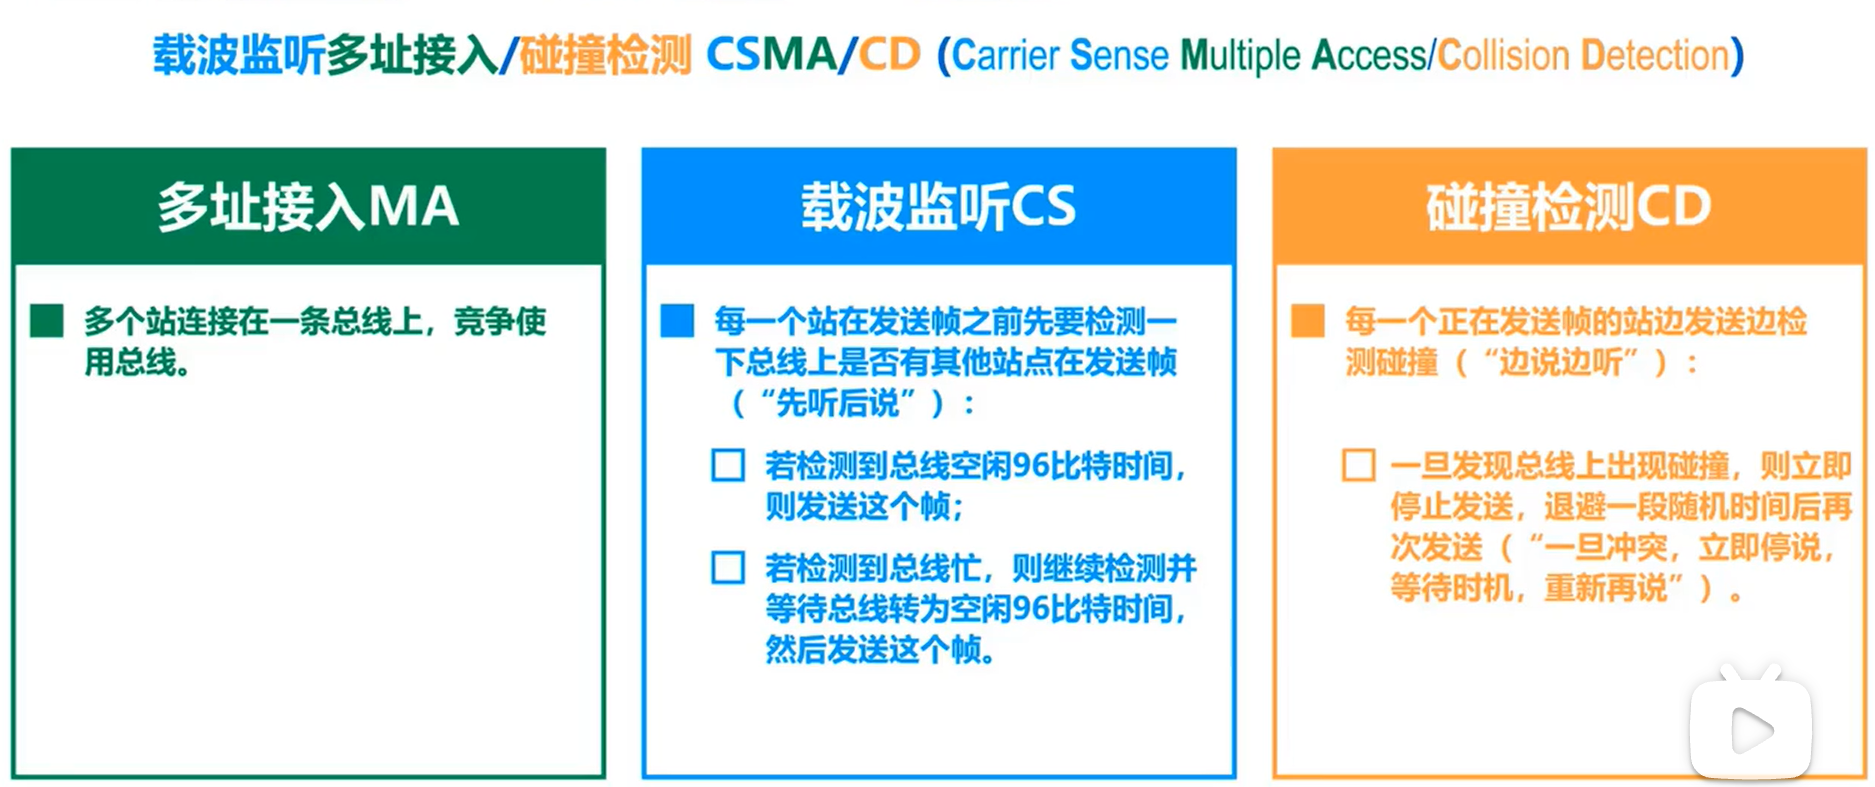 载波监听多址接入/碰撞检测 CSMA/CD (Carrier Sense Multiple Access/Collision Detection)
多址接入MA
多个站连接在一条总线上，竞争使
用总线。
载波监听CS
每一个站在发送帧之前先要检测一
下总线上是否有其他站点在发送帧
（“先听后说”）：
若检测到总线空闲96比特时间，
则发送这个帧；
若检测到总线忙，则继续检测并
等待总线转为空闲96比特时间，
然后发送这个帧。
碰撞检测CD
每一个正在发送帧的站边发送边检
测碰撞（“边说边听”）：
一旦发现总线上出现碰撞，则立即
停止发送，退避一段随机时间后再
次发送（“一旦冲突，立即停说，
等待时机，重新再说”）。